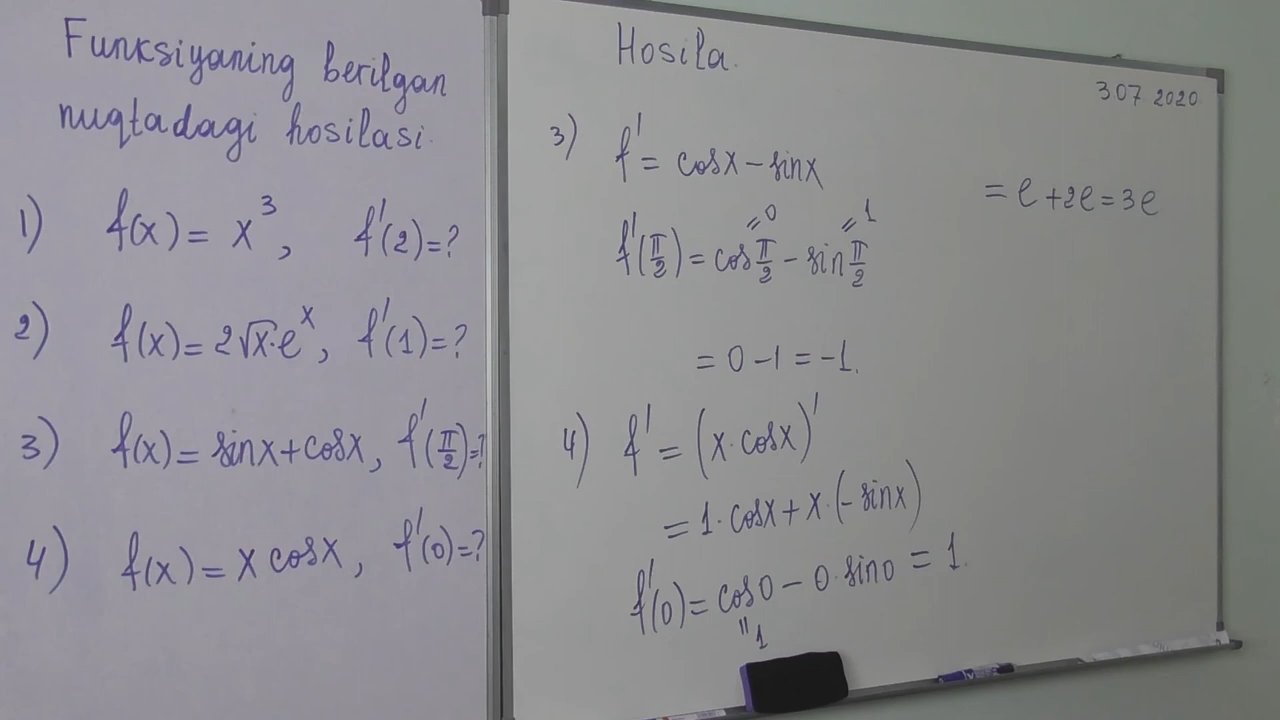 Funksiyaning berilgan
nuqtadagi hosilasi.
1) f(x) = x³, f'(2)=?
2) f(x) = 2√x·eˣ, f'(1)=?
3) f(x) = sinx+cosx, f'(π/2)=?
4) f(x) = x cosx, f'(0)=?
Hosila.
3 07 2020
3) f' = cosx − sinx
= e + 2e = 3e
=0 =1
f'(π/2) = cos π/2 − sin π/2
= 0 − 1 = −1.
4) f' = (x·cosx)'
= 1·cosx + x·(−sinx)
f'(0) = cos0 − 0·sin0 = 1.
=1